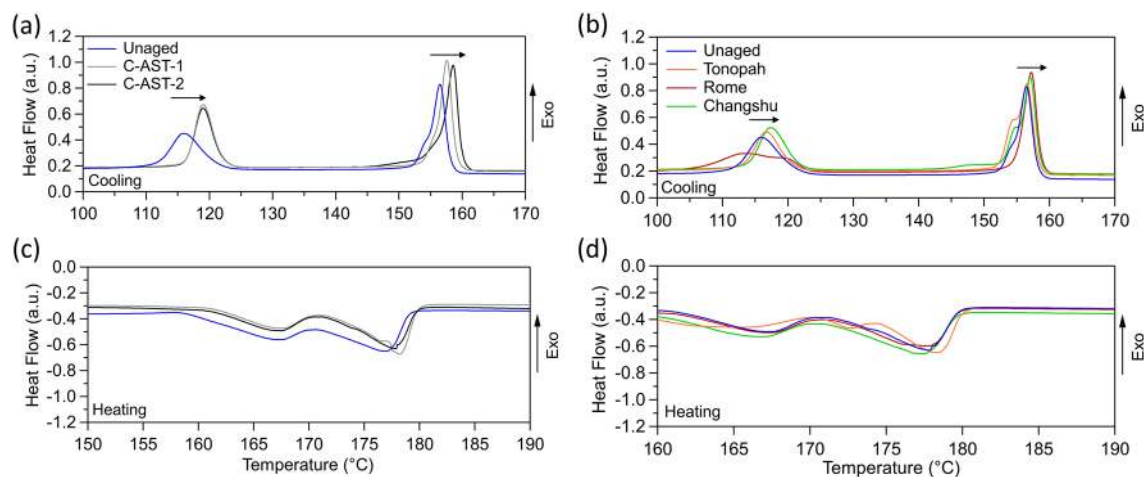 (a)
1.2
1.0
0.8
0.6
0.4
0.2
0.0
Heat Flow (a.u.)
Unaged
C-AST-1
C-AST-2
Cooling
Exo
100 110 120 130 140 150 160 170
(b)
1.2
1.0
0.8
0.6
0.4
0.2
0.0
Heat Flow (a.u.)
Unaged
Tonopah
Rome
Changshu
Cooling
Exo
100 110 120 130 140 150 160 170
(c)
0.0
-0.2
-0.4
-0.6
-0.8
-1.0
-1.2
Heat Flow (a.u.)
Heating
Exo
150 155 160 165 170 175 180 185 190
Temperature (°C)
(d)
0.0
-0.2
-0.4
-0.6
-0.8
-1.0
-1.2
Heat Flow (a.u.)
Heating
Exo
160 165 170 175 180 185 190
Temperature (°C)